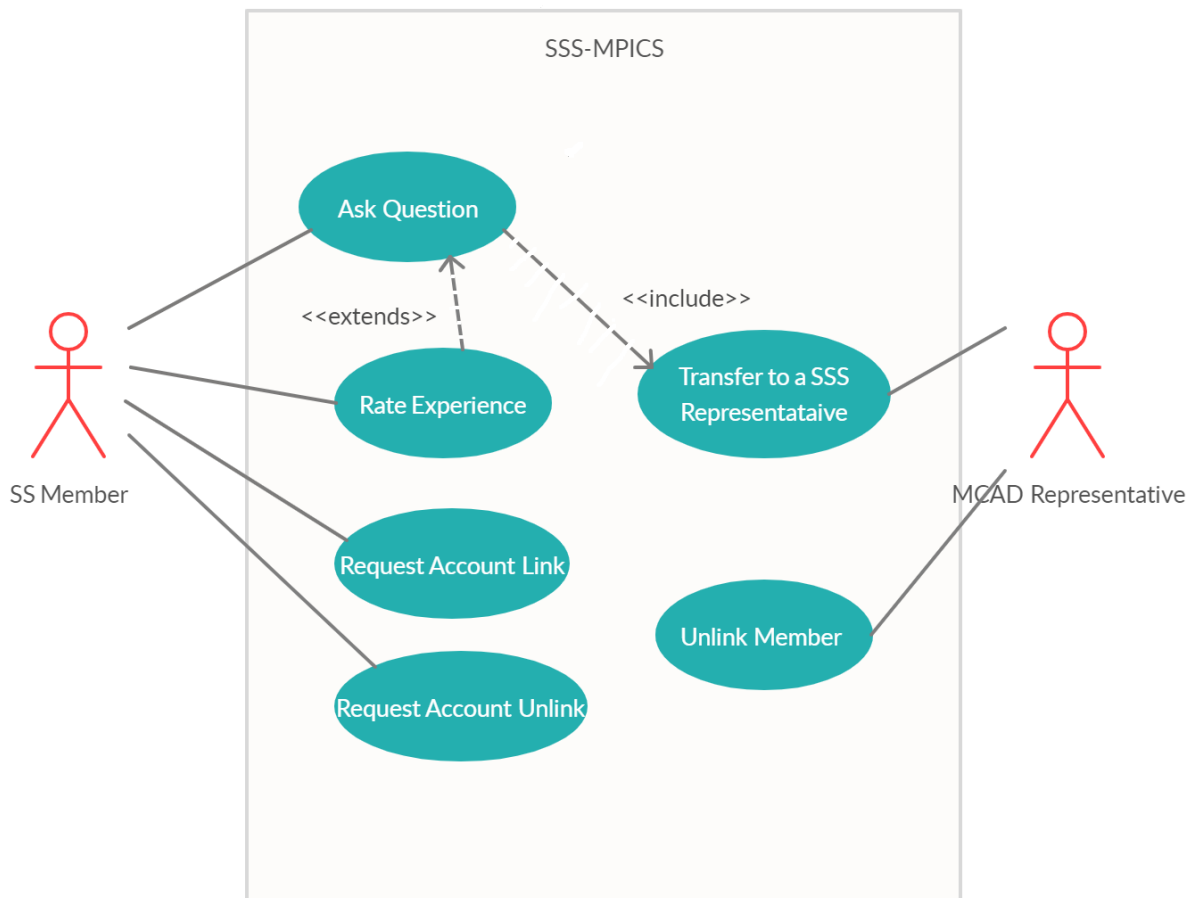 SSS-MPICS
Ask Question
<<include>>
<<extends>>
Transfer to a SSS
Representataive
Rate Experience
SS Member
MCAD Representative
Request Account Link
Unlink Member
Request Account Unlink